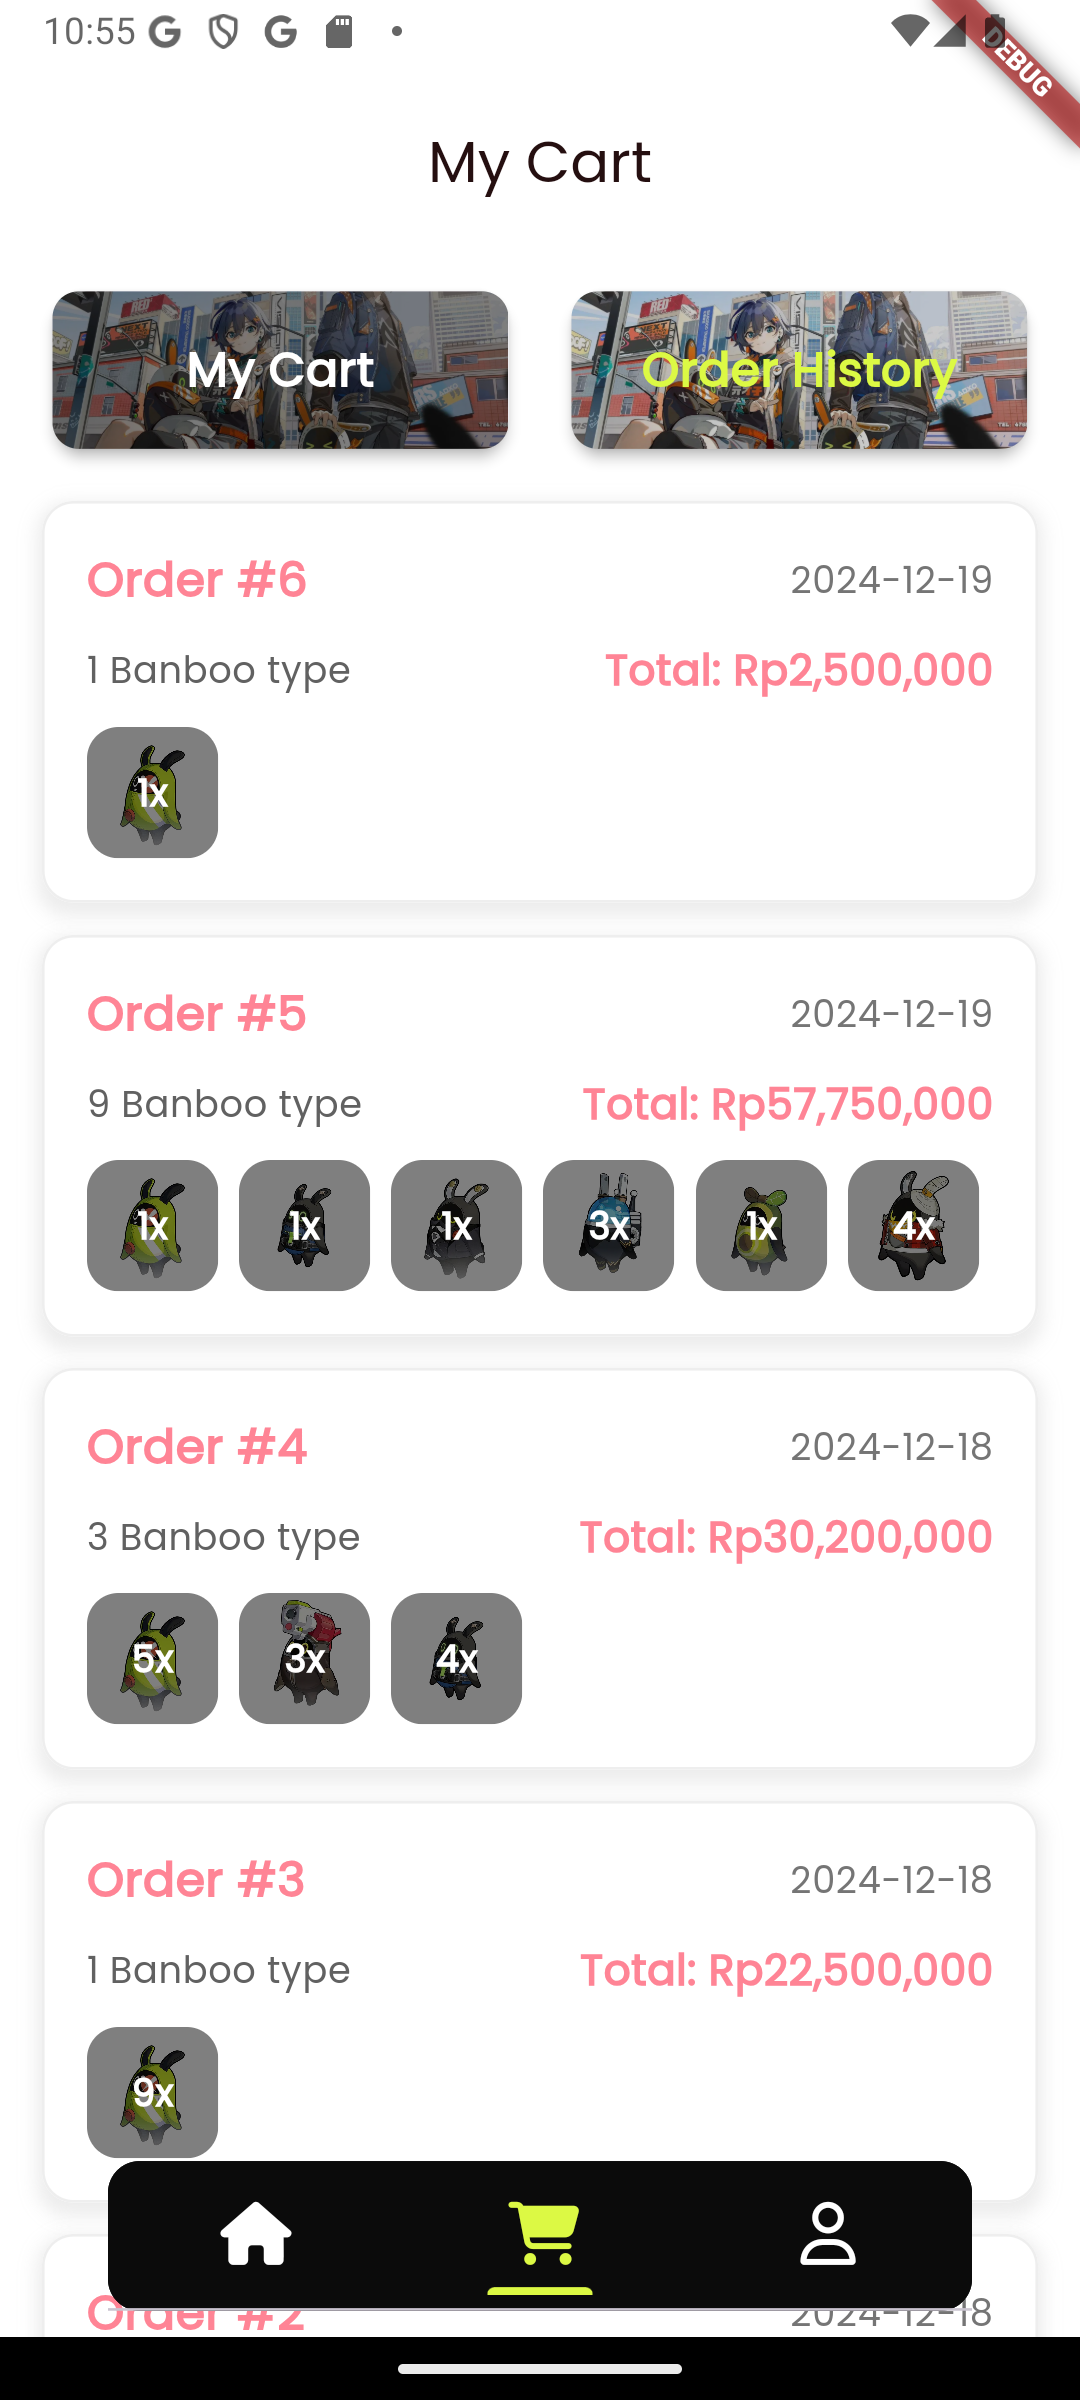 10:55
DEBUG
My Cart
My Cart
Order History
Order #6
2024-12-19
1 Banboo type
Total: Rp2,500,000
1x
Order #5
2024-12-19
9 Banboo type
Total: Rp57,750,000
1x 1x 1x 3x 1x 4x
Order #4
2024-12-18
3 Banboo type
Total: Rp30,200,000
5x 3x 4x
Order #3
2024-12-18
1 Banboo type
Total: Rp22,500,000
9x
Order #2
2024-12-18